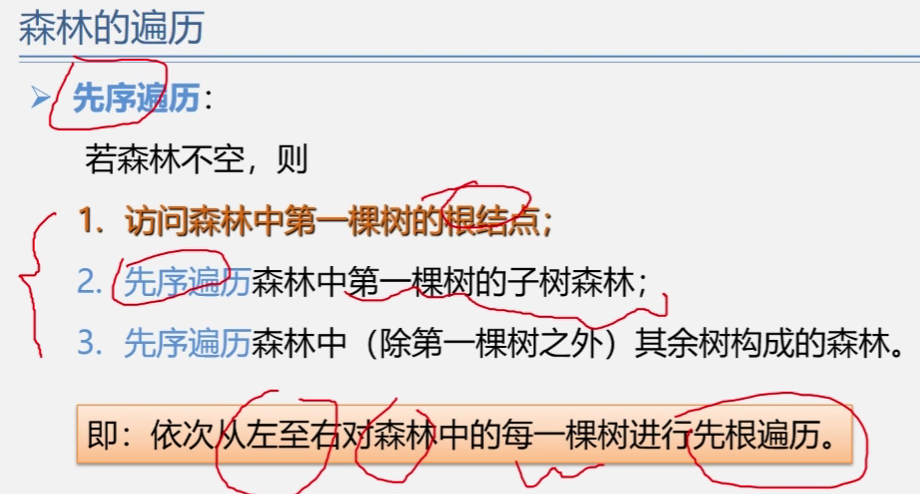 森林的遍历
➢ 先序遍历：
若森林不空，则
1. 访问森林中第一棵树的根结点；
2. 先序遍历森林中第一棵树的子树森林；
3. 先序遍历森林中（除第一棵树之外）其余树构成的森林。
即：依次从左至右对森林中的每一棵树进行先根遍历。